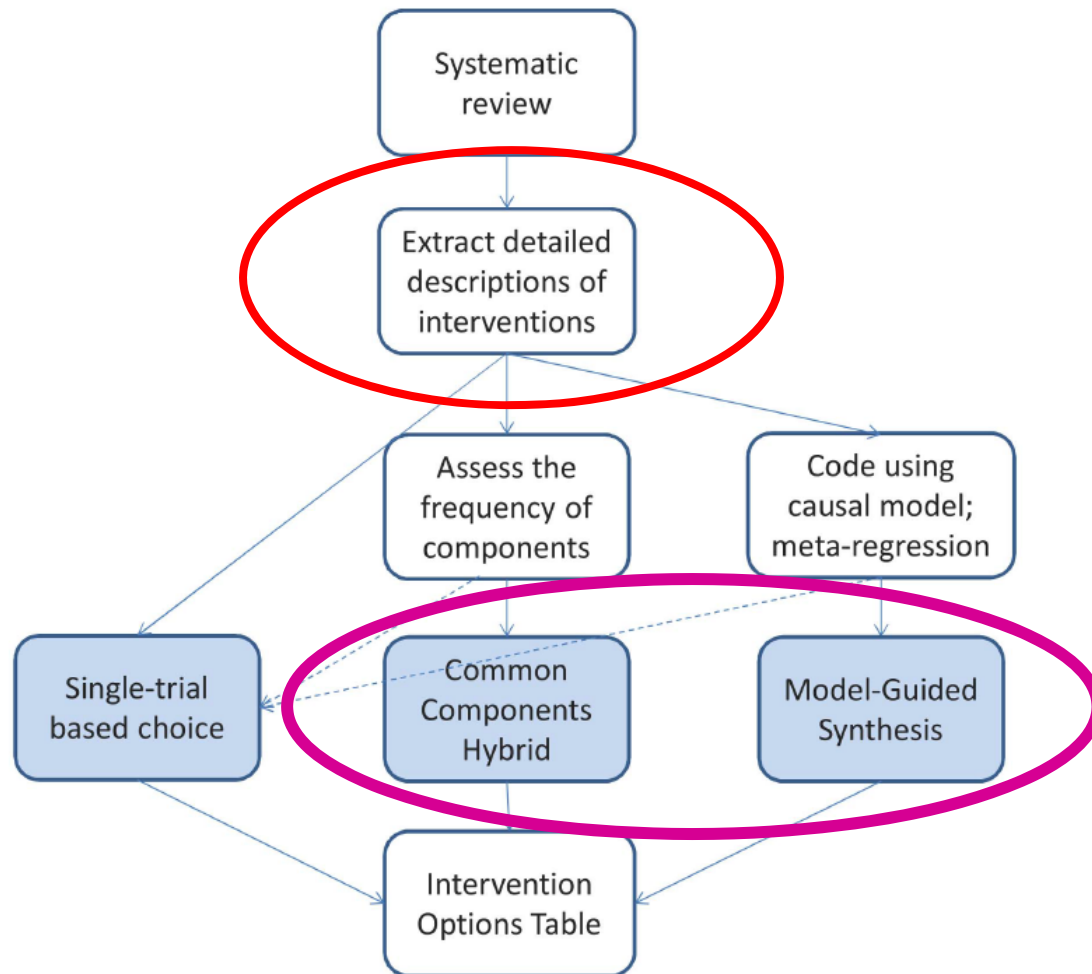 Systematic
review
Extract detailed
descriptions of
interventions
Assess the
frequency of
components
Code using
causal model;
meta-regression
Single-trial
based choice
Common
Components
Hybrid
Model-Guided
Synthesis
Intervention
Options Table